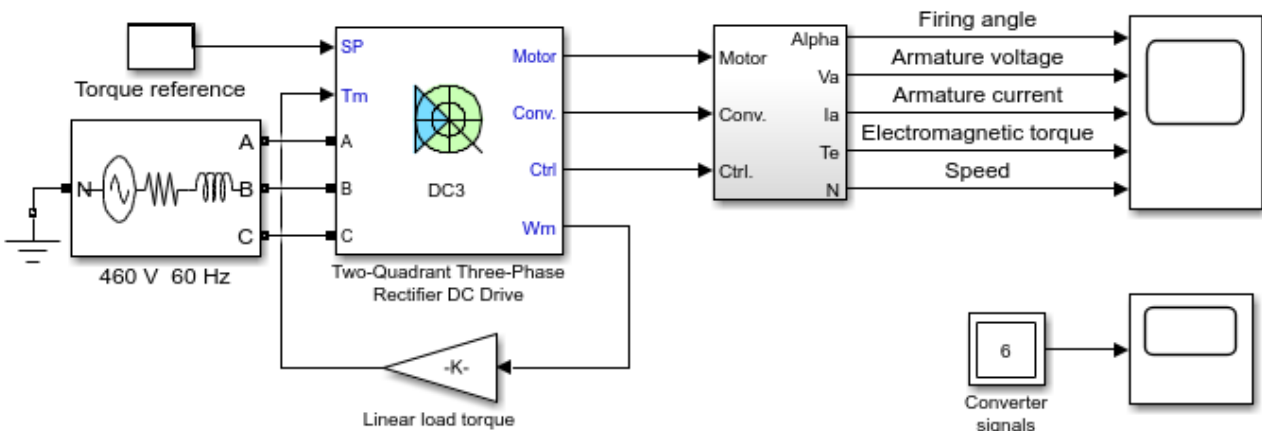 Torque reference
SP
Tm
A
B
C
DC3
Motor
Conv.
Ctrl
Wm
Two-Quadrant Three-Phase
Rectifier DC Drive
N
A
B
C
460 V 60 Hz
-K-
Linear load torque
Motor
Conv.
Ctrl.
Alpha
Va
Ia
Te
N
Firing angle
Armature voltage
Armature current
Electromagnetic torque
Speed
6
Converter
signals